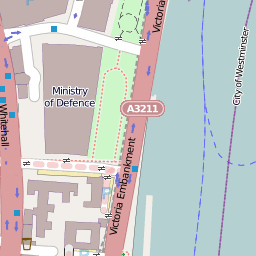 Victoria
City of Westminster
Ministry
of Defence
A3211
Whitehall
Victoria Embankment